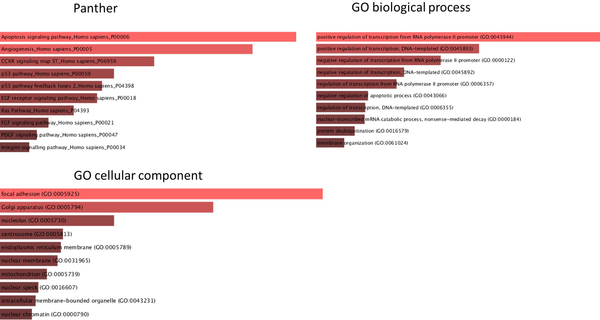 Panther
Apoptosis signaling pathway_Homo sapiens_P00006
Angiogenesis_Homo sapiens_P00005
CCKR signaling map ST_Homo sapiens_P06959
p53 pathway_Homo sapiens_P00059
p53 pathway feedback loops 2_Homo sapiens_P04398
EGF receptor signaling pathway_Homo sapiens_P00018
Ras Pathway_Homo sapiens_P04393
FGF signaling pathway_Homo sapiens_P00021
PDGF signaling pathway_Homo sapiens_P00047
Integrin signalling pathway_Homo sapiens_P00034
GO biological process
positive regulation of transcription from RNA polymerase II promoter (GO:0045944)
positive regulation of transcription, DNA-templated (GO:0045893)
negative regulation of transcription from RNA polymerase II promoter (GO:0000122)
negative regulation of transcription, DNA-templated (GO:0045892)
regulation of transcription from RNA polymerase II promoter (GO:0006357)
negative regulation of apoptotic process (GO:0043066)
regulation of transcription, DNA-templated (GO:0006355)
nuclear-transcribed mRNA catabolic process, nonsense-mediated decay (GO:0000184)
protein deubiquitination (GO:0016579)
membrane organization (GO:0061024)
GO cellular component
focal adhesion (GO:0005925)
Golgi apparatus (GO:0005794)
nucleolus (GO:0005730)
centrosome (GO:0005813)
endoplasmic reticulum membrane (GO:0005789)
nuclear membrane (GO:0031965)
mitochondrion (GO:0005739)
nuclear speck (GO:0016607)
intracellular membrane-bounded organelle (GO:0043231)
nuclear chromatin (GO:0000790)